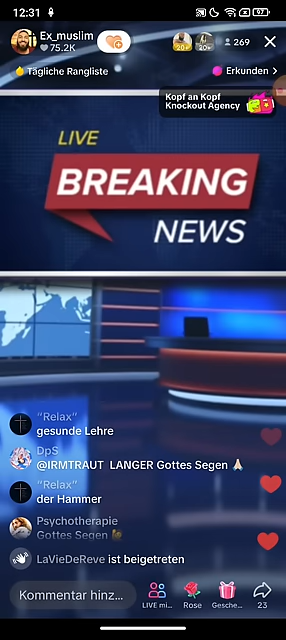 12:31
97
Ex_muslim
75.2K
20+
20+
269
Tägliche Rangliste
Erkunden
Kopf an Kopf
Knockout Agency
LIVE
BREAKING
NEWS
"Relax"
gesunde Lehre
DpS
@IRMTRAUT LANGER Gottes Segen 🙏🏻
"Relax"
der Hammer
Psychotherapie
Gottes Segen
LaVieDeReve ist beigetreten
Kommentar hinz...
LIVE mi...
Rose
Gesche...
23